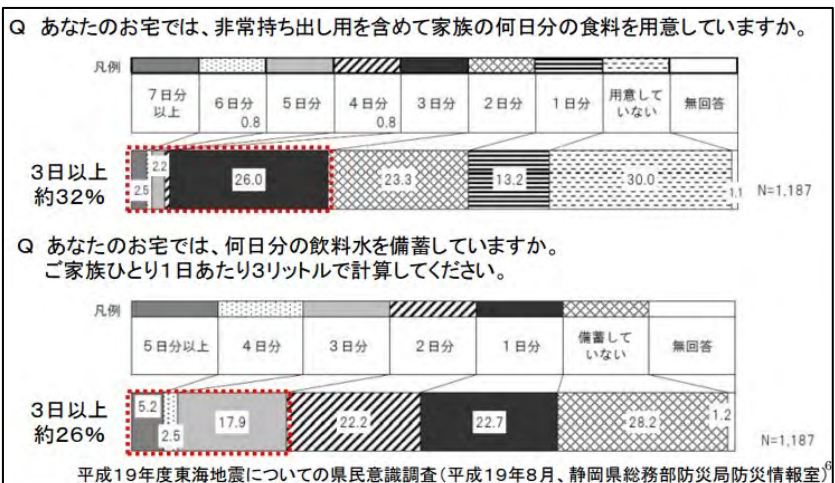 Q あなたのお宅では、非常持ち出し用を含めて家族の何日分の食料を用意していますか。
凡例
7日分以上 6日分 5日分 4日分 3日分 2日分 1日分 用意していない 無回答
0.8 0.8
3日以上
約32%
2.5 2.2 26.0 23.3 13.2 30.0 1.1 N=1,187
Q あなたのお宅では、何日分の飲料水を備蓄していますか。
ご家族ひとり1日あたり3リットルで計算してください。
凡例
5日分以上 4日分 3日分 2日分 1日分 備蓄していない 無回答
3日以上
約26%
5.2 2.5 17.9 22.2 22.7 28.2 1.2
N=1,187
平成19年度東海地震についての県民意識調査(平成19年8月、静岡県総務部防災局防災情報室)
6